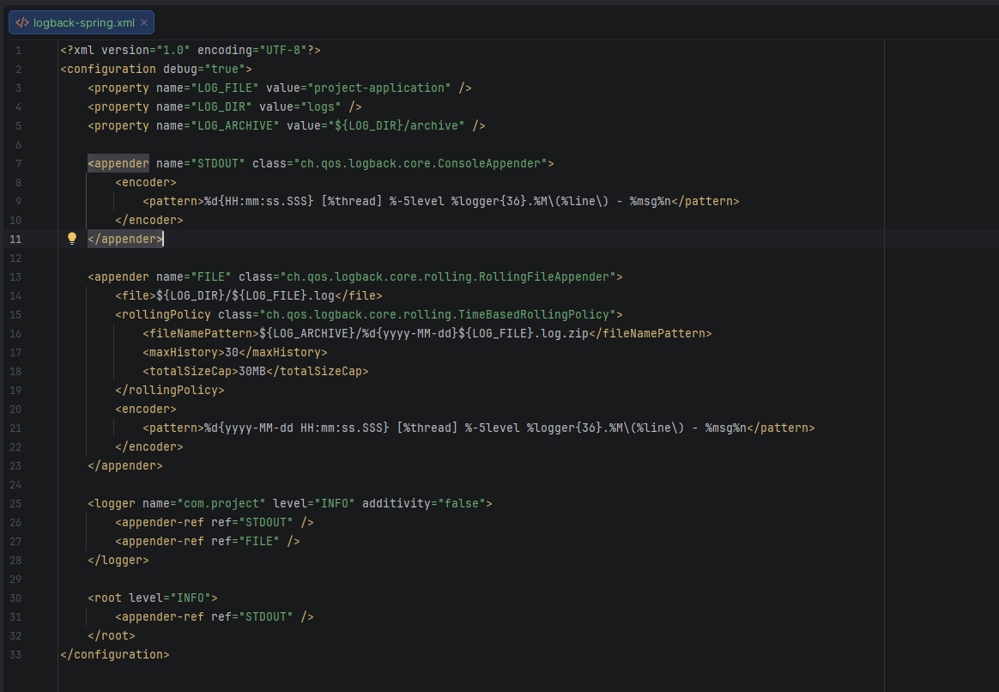 logback-spring.xml
1 <?xml version="1.0" encoding="UTF-8"?>
2 <configuration debug="true">
3     <property name="LOG_FILE" value="project-application" />
4     <property name="LOG_DIR" value="logs" />
5     <property name="LOG_ARCHIVE" value="${LOG_DIR}/archive" />
6
7     <appender name="STDOUT" class="ch.qos.logback.core.ConsoleAppender">
8         <encoder>
9             <pattern>%d{HH:mm:ss.SSS} [%thread] %-5level %logger{36}.%M\(%line\) - %msg%n</pattern>
10         </encoder>
11     </appender>
12
13     <appender name="FILE" class="ch.qos.logback.core.rolling.RollingFileAppender">
14         <file>${LOG_DIR}/${LOG_FILE}.log</file>
15         <rollingPolicy class="ch.qos.logback.core.rolling.TimeBasedRollingPolicy">
16             <fileNamePattern>${LOG_ARCHIVE}/%d{yyyy-MM-dd}${LOG_FILE}.log.zip</fileNamePattern>
17             <maxHistory>30</maxHistory>
18             <totalSizeCap>30MB</totalSizeCap>
19         </rollingPolicy>
20         <encoder>
21             <pattern>%d{yyyy-MM-dd HH:mm:ss.SSS} [%thread] %-5level %logger{36}.%M\(%line\) - %msg%n</pattern>
22         </encoder>
23     </appender>
24
25     <logger name="com.project" level="INFO" additivity="false">
26         <appender-ref ref="STDOUT" />
27         <appender-ref ref="FILE" />
28     </logger>
29
30     <root level="INFO">
31         <appender-ref ref="STDOUT" />
32     </root>
33 </configuration>